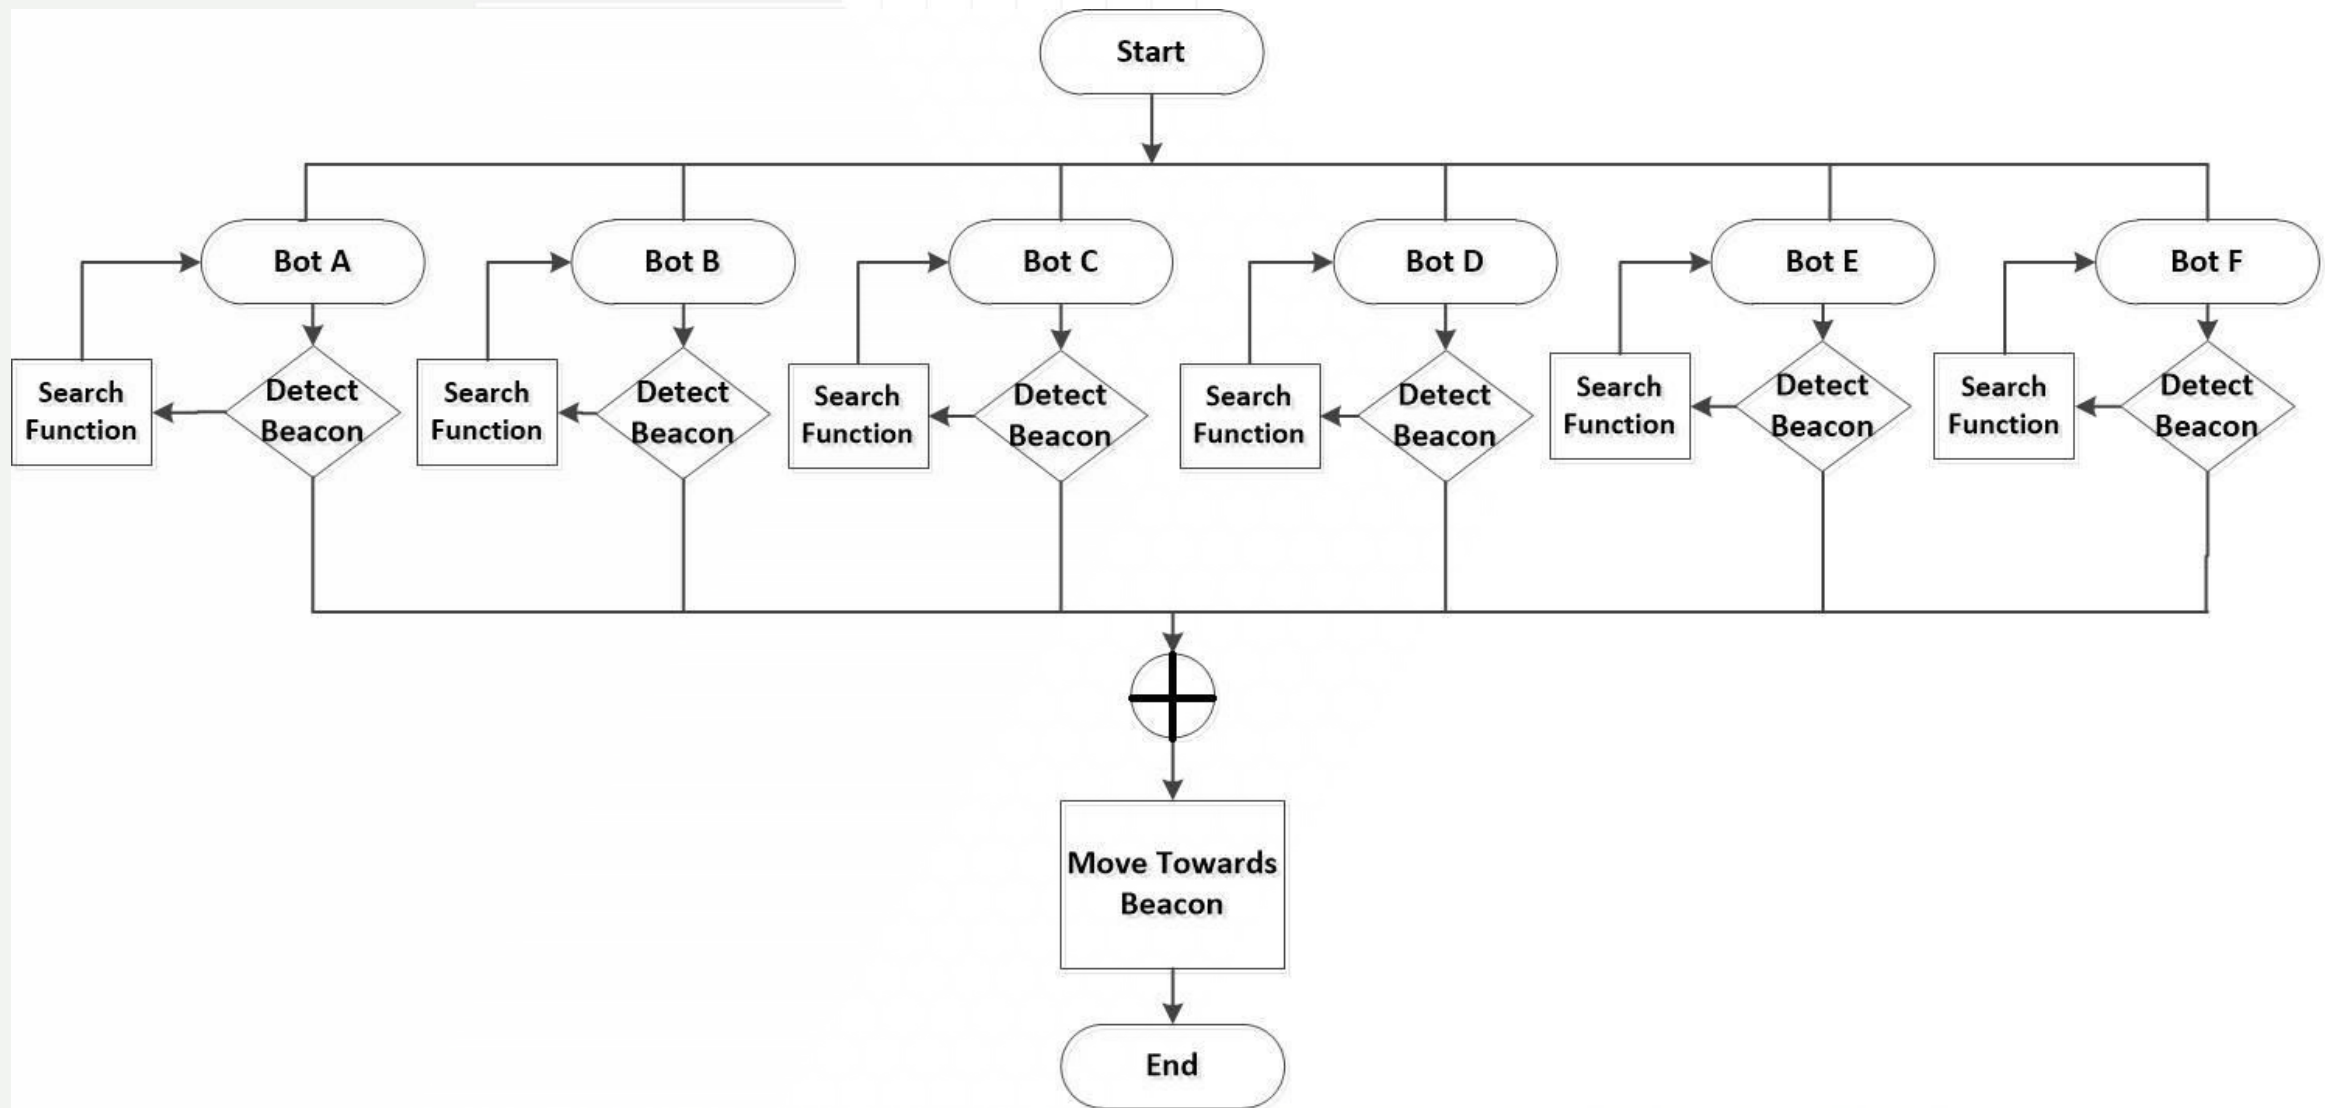 Start
Bot A
Bot B
Bot C
Bot D
Bot E
Bot F
Search
Function
Detect
Beacon
Search
Function
Detect
Beacon
Search
Function
Detect
Beacon
Search
Function
Detect
Beacon
Search
Function
Detect
Beacon
Search
Function
Detect
Beacon
Move Towards
Beacon
End